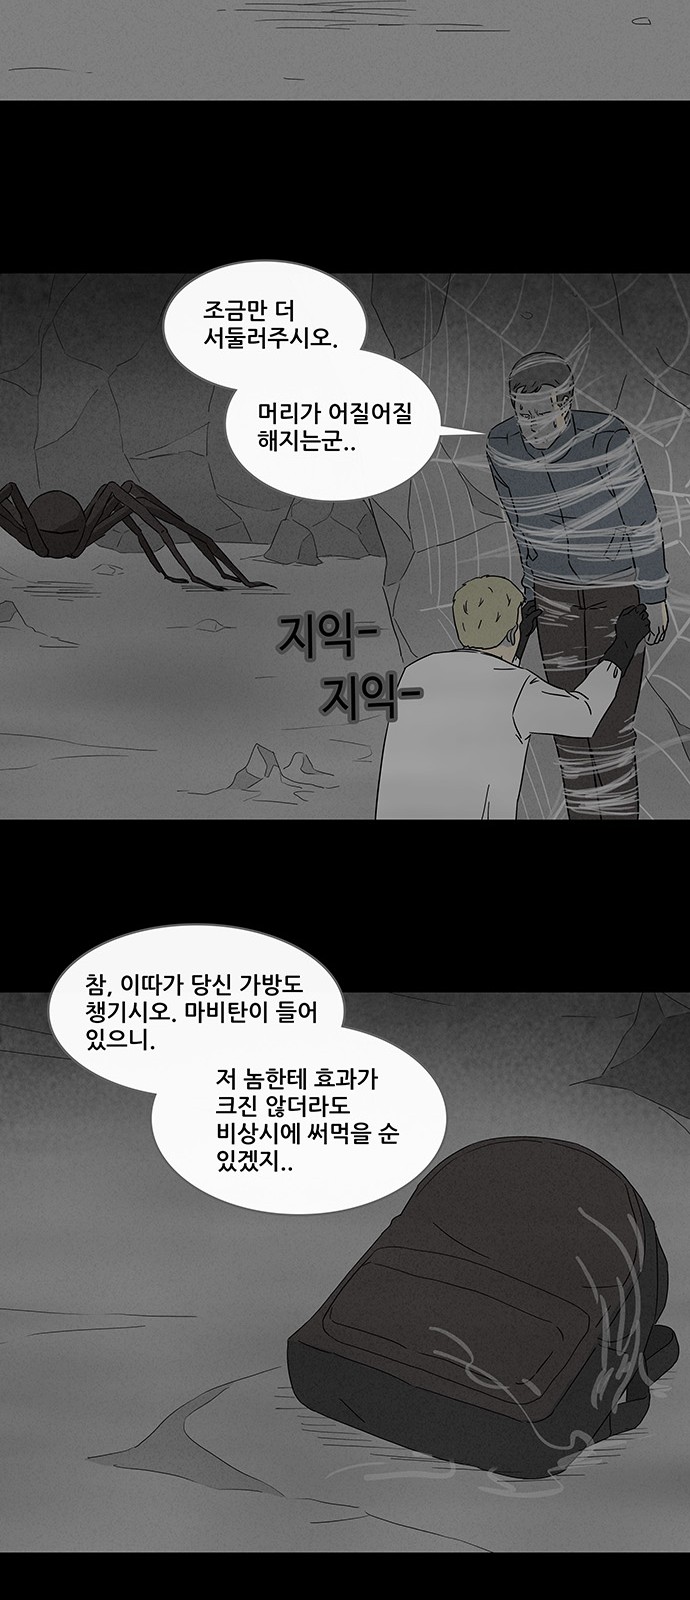 조금만 더
서둘러주시오.
머리가 어질어질
해지는군..
지익-
지익-
참, 이따가 당신 가방도
챙기시오. 마비탄이 들어
있으니.
저 놈한테 효과가
크진 않더라도
비상시에 써먹을 순
있겠지..